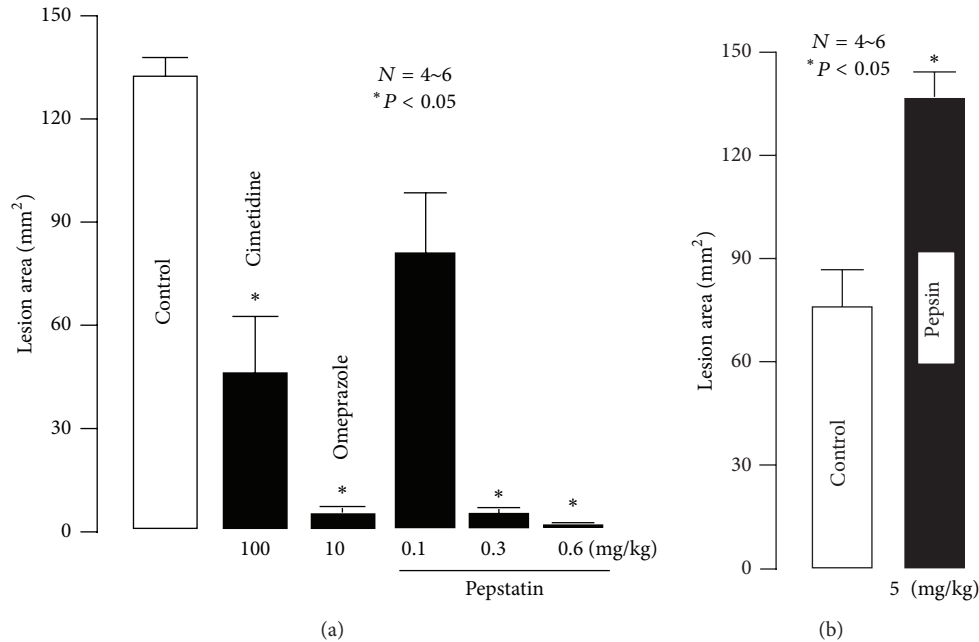 150
120
90
60
30
0
Lesion area (mm²)
Control
Cimetidine
*
Omeprazole
*
N = 4~6
* P < 0.05
*
*
100
10
0.1
0.3
0.6 (mg/kg)
Pepstatin
(a)
150
120
90
60
30
0
Lesion area (mm²)
N = 4~6
* P < 0.05
*
Control
Pepsin
5 (mg/kg)
(b)